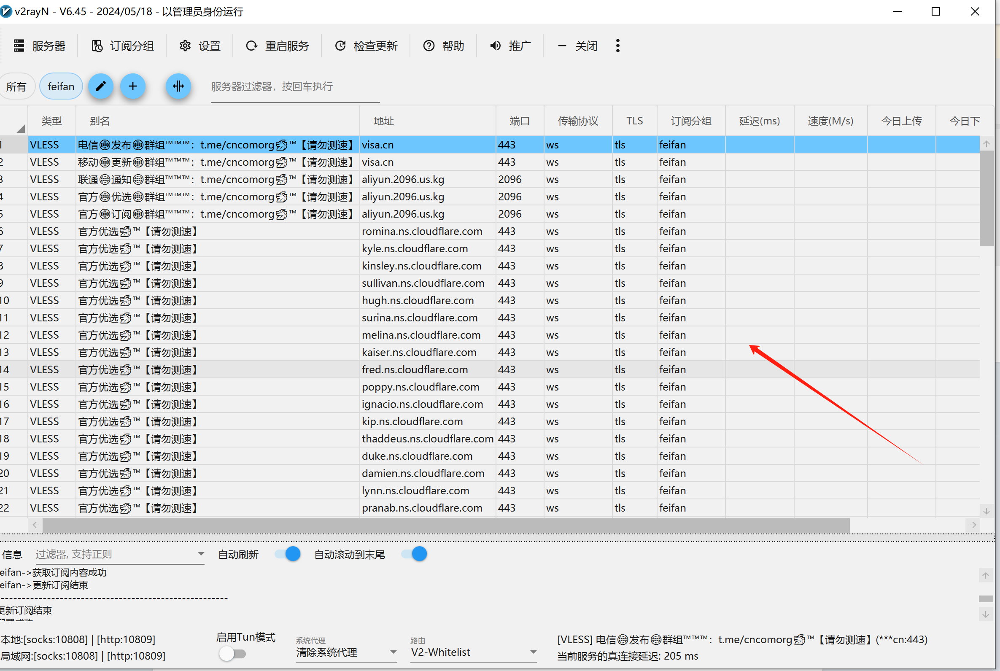 v2rayN - V6.45 - 2024/05/18 - 以管理员身份运行
服务器 订阅分组 设置 重启服务 检查更新 帮助 推广 关闭
所有 feifan 服务器过滤器，按回车执行
类型 别名 地址 端口 传输协议 TLS 订阅分组 延迟(ms) 速度(M/s) 今日上传 今日下
1 VLESS 电信🌐发布🌐群组™™™：t.me/cncomorg🕊™【请勿测速】 visa.cn 443 ws tls feifan
2 VLESS 移动🌐更新🌐群组™™™：t.me/cncomorg🕊™【请勿测速】 visa.cn 443 ws tls feifan
3 VLESS 联通🌐通知🌐群组™™™：t.me/cncomorg🕊™【请勿测速】 aliyun.2096.us.kg 2096 ws tls feifan
4 VLESS 官方🌐优选🌐群组™™™：t.me/cncomorg🕊™【请勿测速】 aliyun.2096.us.kg 2096 ws tls feifan
5 VLESS 官方🌐订阅🌐群组™™™：t.me/cncomorg🕊™【请勿测速】 aliyun.2096.us.kg 2096 ws tls feifan
6 VLESS 官方优选🕊™【请勿测速】 romina.ns.cloudflare.com 443 ws tls feifan
7 VLESS 官方优选🕊™【请勿测速】 kyle.ns.cloudflare.com 443 ws tls feifan
8 VLESS 官方优选🕊™【请勿测速】 kinsley.ns.cloudflare.com 443 ws tls feifan
9 VLESS 官方优选🕊™【请勿测速】 sullivan.ns.cloudflare.com 443 ws tls feifan
10 VLESS 官方优选🕊™【请勿测速】 hugh.ns.cloudflare.com 443 ws tls feifan
11 VLESS 官方优选🕊™【请勿测速】 surina.ns.cloudflare.com 443 ws tls feifan
12 VLESS 官方优选🕊™【请勿测速】 melina.ns.cloudflare.com 443 ws tls feifan
13 VLESS 官方优选🕊™【请勿测速】 kaiser.ns.cloudflare.com 443 ws tls feifan
14 VLESS 官方优选🕊™【请勿测速】 fred.ns.cloudflare.com 443 ws tls feifan
15 VLESS 官方优选🕊™【请勿测速】 poppy.ns.cloudflare.com 443 ws tls feifan
16 VLESS 官方优选🕊™【请勿测速】 ignacio.ns.cloudflare.com 443 ws tls feifan
17 VLESS 官方优选🕊™【请勿测速】 kip.ns.cloudflare.com 443 ws tls feifan
18 VLESS 官方优选🕊™【请勿测速】 thaddeus.ns.cloudflare.com 443 ws tls feifan
19 VLESS 官方优选🕊™【请勿测速】 duke.ns.cloudflare.com 443 ws tls feifan
20 VLESS 官方优选🕊™【请勿测速】 damien.ns.cloudflare.com 443 ws tls feifan
21 VLESS 官方优选🕊™【请勿测速】 lynn.ns.cloudflare.com 443 ws tls feifan
22 VLESS 官方优选🕊™【请勿测速】 pranab.ns.cloudflare.com 443 ws tls feifan
信息 过滤器, 支持正则 自动刷新 自动滚动到末尾
eifan->获取订阅内容成功
eifan->更新订阅结束
-----------------------------------------------------
更新订阅结束
本地:[socks:10808] | [http:10809]
局域网:[socks:10808] | [http:10809]
启用Tun模式
系统代理
清除系统代理
路由
V2-Whitelist
[VLESS] 电信🌐发布🌐群组™™™：t.me/cncomorg🕊™【请勿测速】(***cn:443)
当前服务的真连接延迟: 205 ms